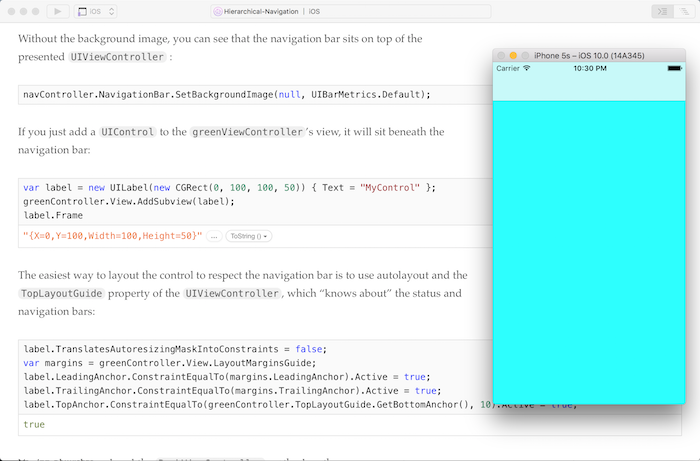 iOS
Hierarchical-Navigation | iOS
Without the background image, you can see that the navigation bar sits on top of the
presented UIViewController :
navController.NavigationBar.SetBackgroundImage(null, UIBarMetrics.Default);
If you just add a UIControl to the greenViewController's view, it will sit beneath the
navigation bar:
var label = new UILabel(new CGRect(0, 100, 100, 50)) { Text = "MyControl" };
greenController.View.AddSubview(label);
label.Frame
"{X=0,Y=100,Width=100,Height=50}" ... ToString ()
The easiest way to layout the control to respect the navigation bar is to use autolayout and the
TopLayoutGuide property of the UIViewController, which “knows about” the status and
navigation bars:
label.TranslatesAutoresizingMaskIntoConstraints = false;
var margins = greenController.View.LayoutMarginsGuide;
label.LeadingAnchor.ConstraintEqualTo(margins.LeadingAnchor).Active = true;
label.TrailingAnchor.ConstraintEqualTo(margins.TrailingAnchor).Active = true;
label.TopAnchor.ConstraintEqualTo(greenController.TopLayoutGuide.GetBottomAnchor(), 10).Active = true;
true
iPhone 5s – iOS 10.0 (14A345)
Carrier 10:30 PM